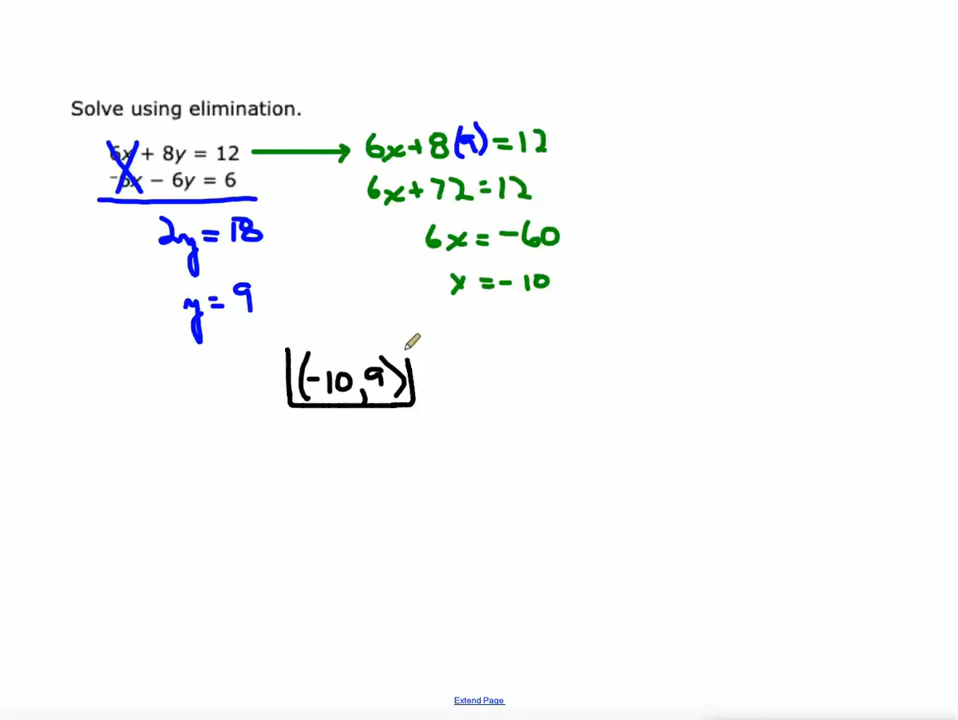 Solve using elimination.
6x + 8y = 12
-6x − 6y = 6
2y = 18
y = 9
6x + 8(9) = 12
6x + 72 = 12
6x = -60
x = -10
(-10, 9)
Extend Page